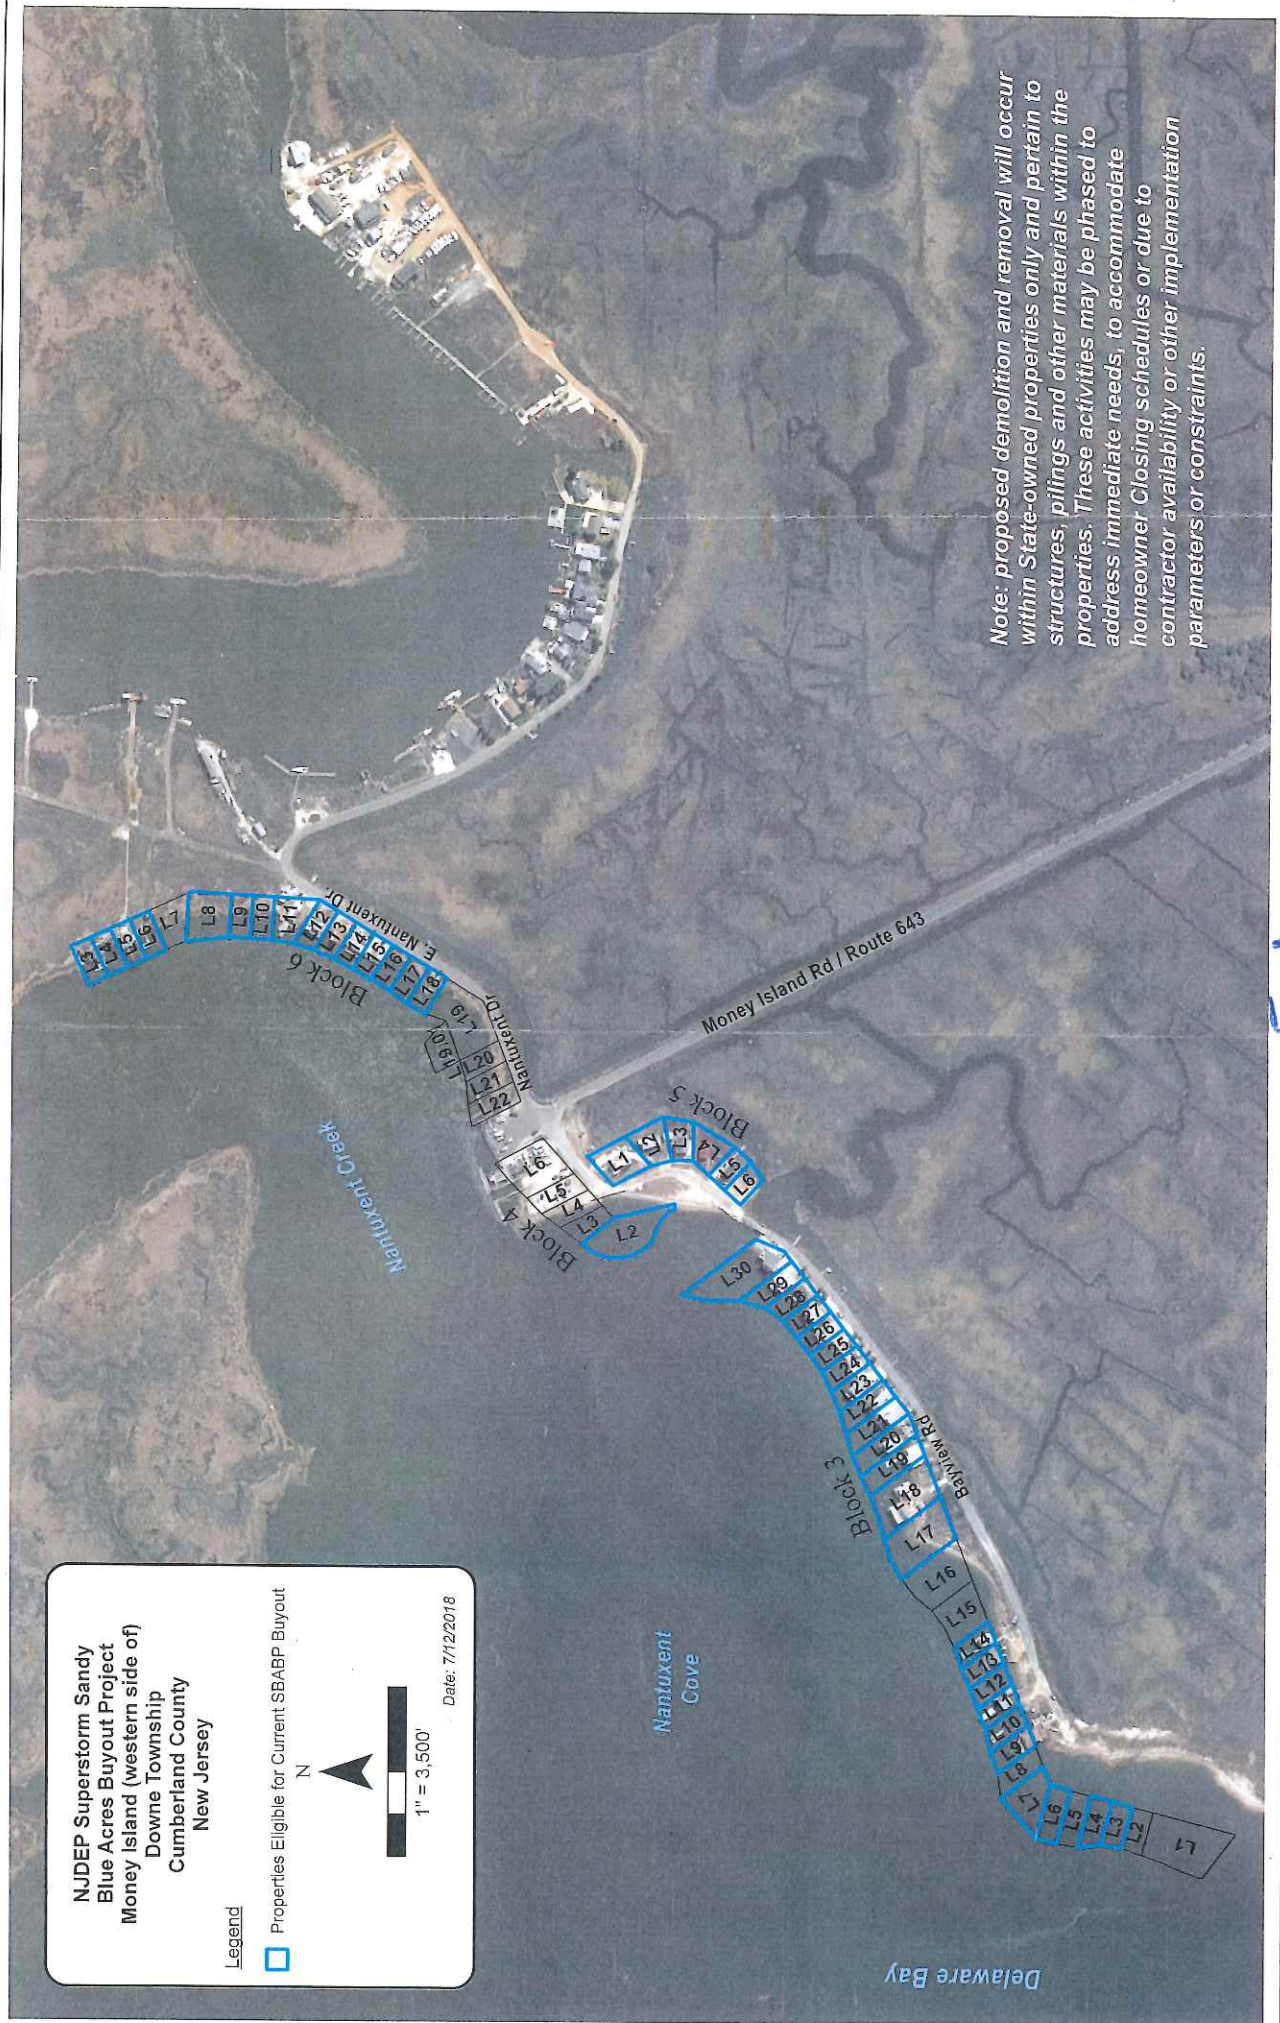 NJDEP Superstorm Sandy
Blue Acres Buyout Project
Money Island (western side of)
Downe Township
Cumberland County
New Jersey
Legend
Properties Eligible for Current SBABP Buyout
N
1" = 3,500'
Date: 7/12/2018
Note: proposed demolition and removal will occur
within State-owned properties only and pertain to
structures, pilings and other materials within the
properties. These activities may be phased to
address immediate needs, to accommodate
homeowner Closing schedules or due to
contractor availability or other implementation
parameters or constraints.
Delaware Bay
Nantuxent
Cove
Nantuxent Creek
Money Island Rd / Route 643
Bayview Rd
Nantuxent Dr
E. Nantuxent Dr.
Block 3
L1
L2
L3
L4
L5
L6
L7
L8
L9
L10
L11
L12
L13
L14
L15
L16
L17
L18
L19
L20
L21
L22
L23
L24
L25
L26
L27
L28
L29
L30
Block 4
L2
L3
L4
L5
L6
Block 5
L1
L2
L3
L4
L5
L6
Block 6
L3
L4
L5
L6
L7
L8
L9
L10
L11
L12
L13
L14
L15
L16
L17
L18
L19
L19.01
L20
L21
L22